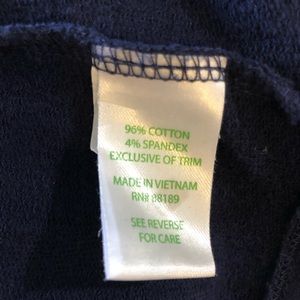 96% COTTON
4% SPANDEX
EXCLUSIVE OF TRIM
MADE IN VIETNAM
RN# 88189
SEE REVERSE
FOR CARE